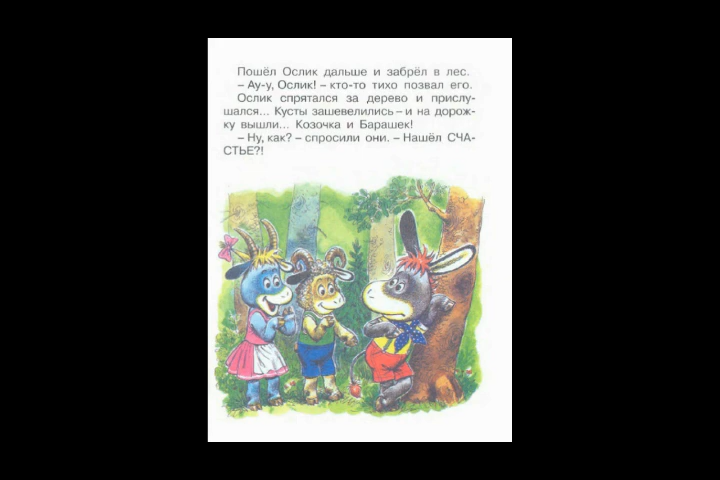 Пошёл Ослик дальше и забрёл в лес.
– Ау-у, Ослик! – кто-то тихо позвал его.
Ослик спрятался за дерево и прислу-
шался... Кусты зашевелились – и на дорож-
ку вышли... Козочка и Барашек!
– Ну, как? – спросили они. – Нашёл СЧА-
СТЬЕ?!